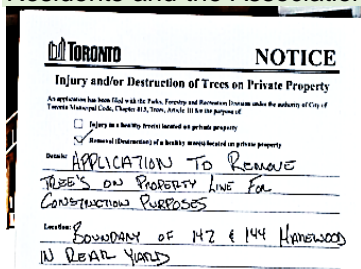 Residents and the Association
TORONTO
NOTICE
Injury and/or Destruction of Trees on Private Property
An application has been filed with the Parks, Forestry and Recreation Division under the authority of City of
Toronto Municipal Code, Chapter 813, Trees, Article III for the purpose of:
Injury to a healthy tree(s) located on private property
Removal (Destruction) of a healthy tree(s) located on private property
Details: APPLICATION TO REMOVE
TREE'S ON PROPERTY LINE FOR
CONSTRUCTION PURPOSES
Location: BOUNDARY OF 142 & 144
IN REAR YIARD